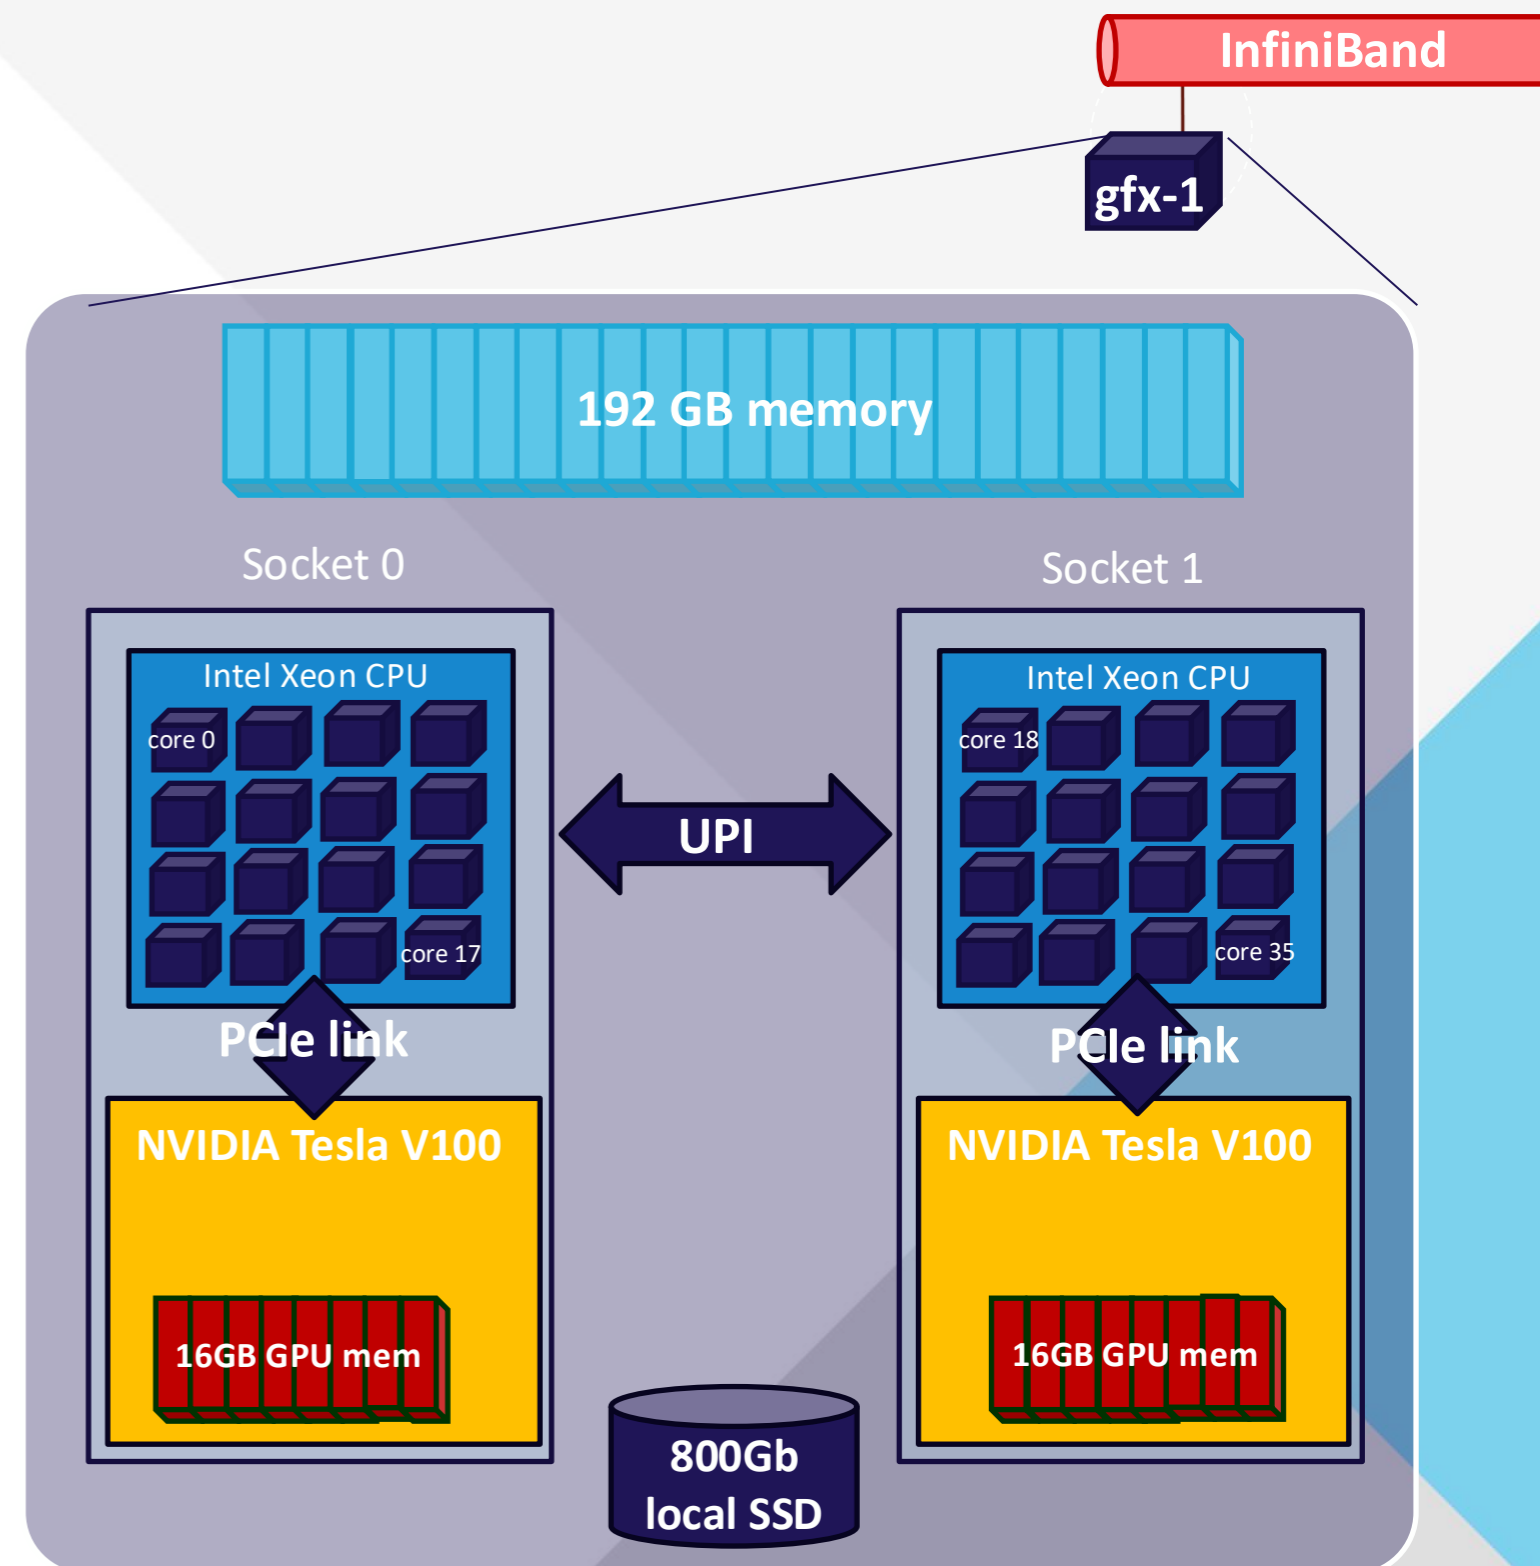 InfiniBand
gfx-1
192 GB memory
Socket 0
Socket 1
Intel Xeon CPU
Intel Xeon CPU
core 0
core 18
UPI
core 17
core 35
PCIe link
PCIe link
NVIDIA Tesla V100
NVIDIA Tesla V100
16GB GPU mem
16GB GPU mem
800Gb
local SSD